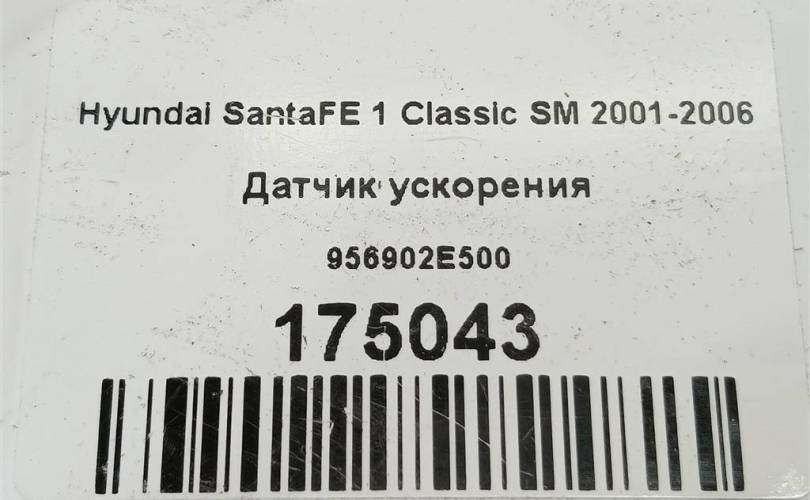 Hyundai SantaFE 1 Classic SM 2001-2006
Датчик ускорения
956902E500
175043